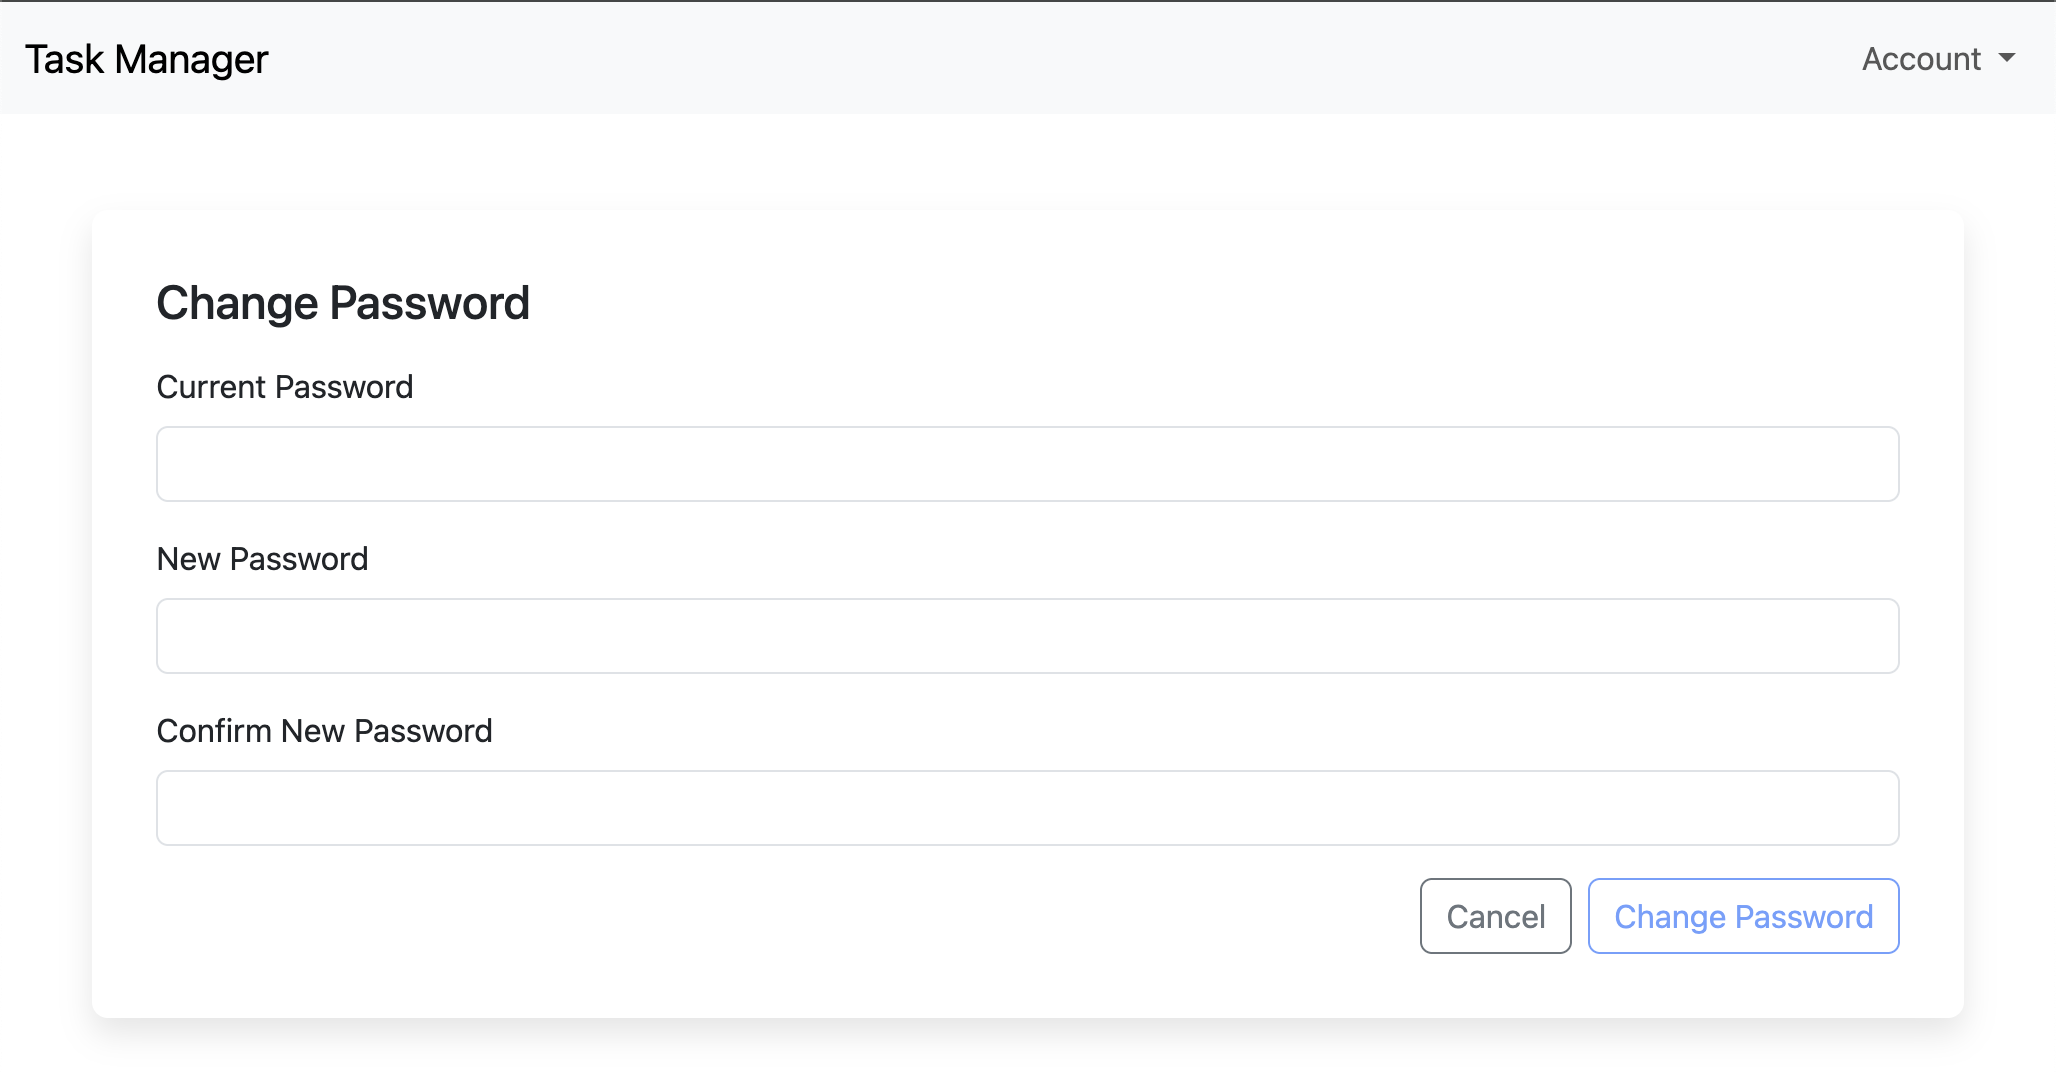 Task Manager
Account
Change Password
Current Password
New Password
Confirm New Password
Cancel
Change Password